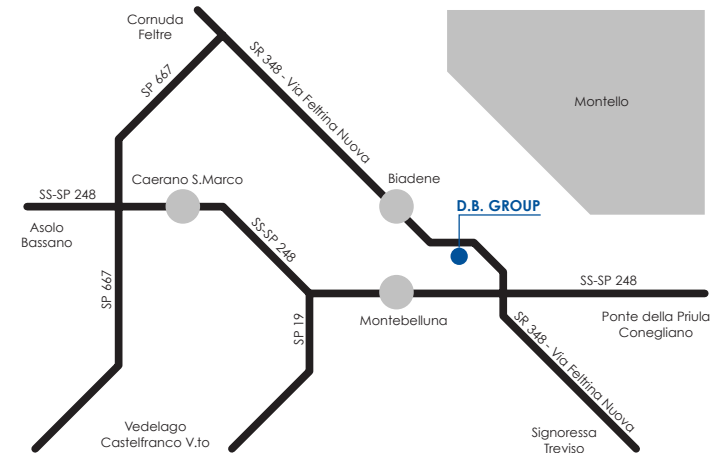 Cornuda
Feltre
SP 667
SR 348 - Via Feltrina Nuova
Montello
Caerano S.Marco
Biadene
SS-SP 248
D.B. GROUP
Asolo
Bassano
SS-SP 248
SP 667
SS-SP 248
SP 19
Montebelluna
Ponte della Priula
Conegliano
SR 348 - Via Feltrina Nuova
Vedelago
Castelfranco V.to
Signoressa
Treviso